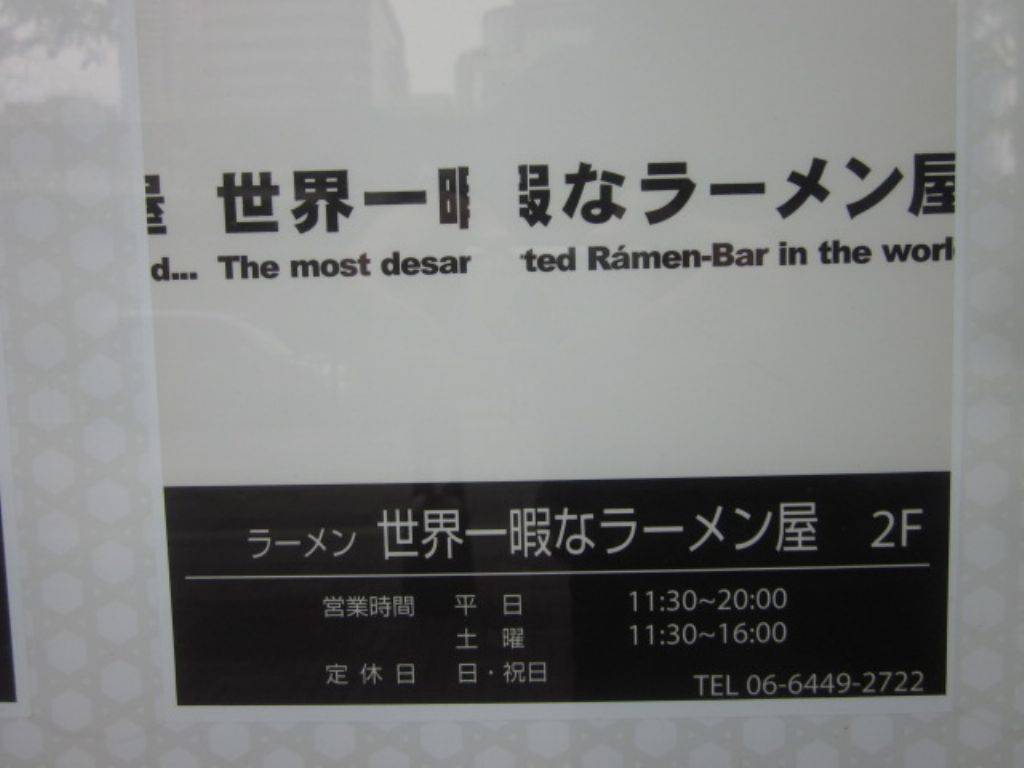 屋 世界一暇なラーメン屋
d... The most desar ted Rámen-Bar in the worl
ラーメン 世界一暇なラーメン屋 2F
営業時間 平日 11:30~20:00
土曜 11:30~16:00
定休日 日・祝日
TEL 06-6449-2722